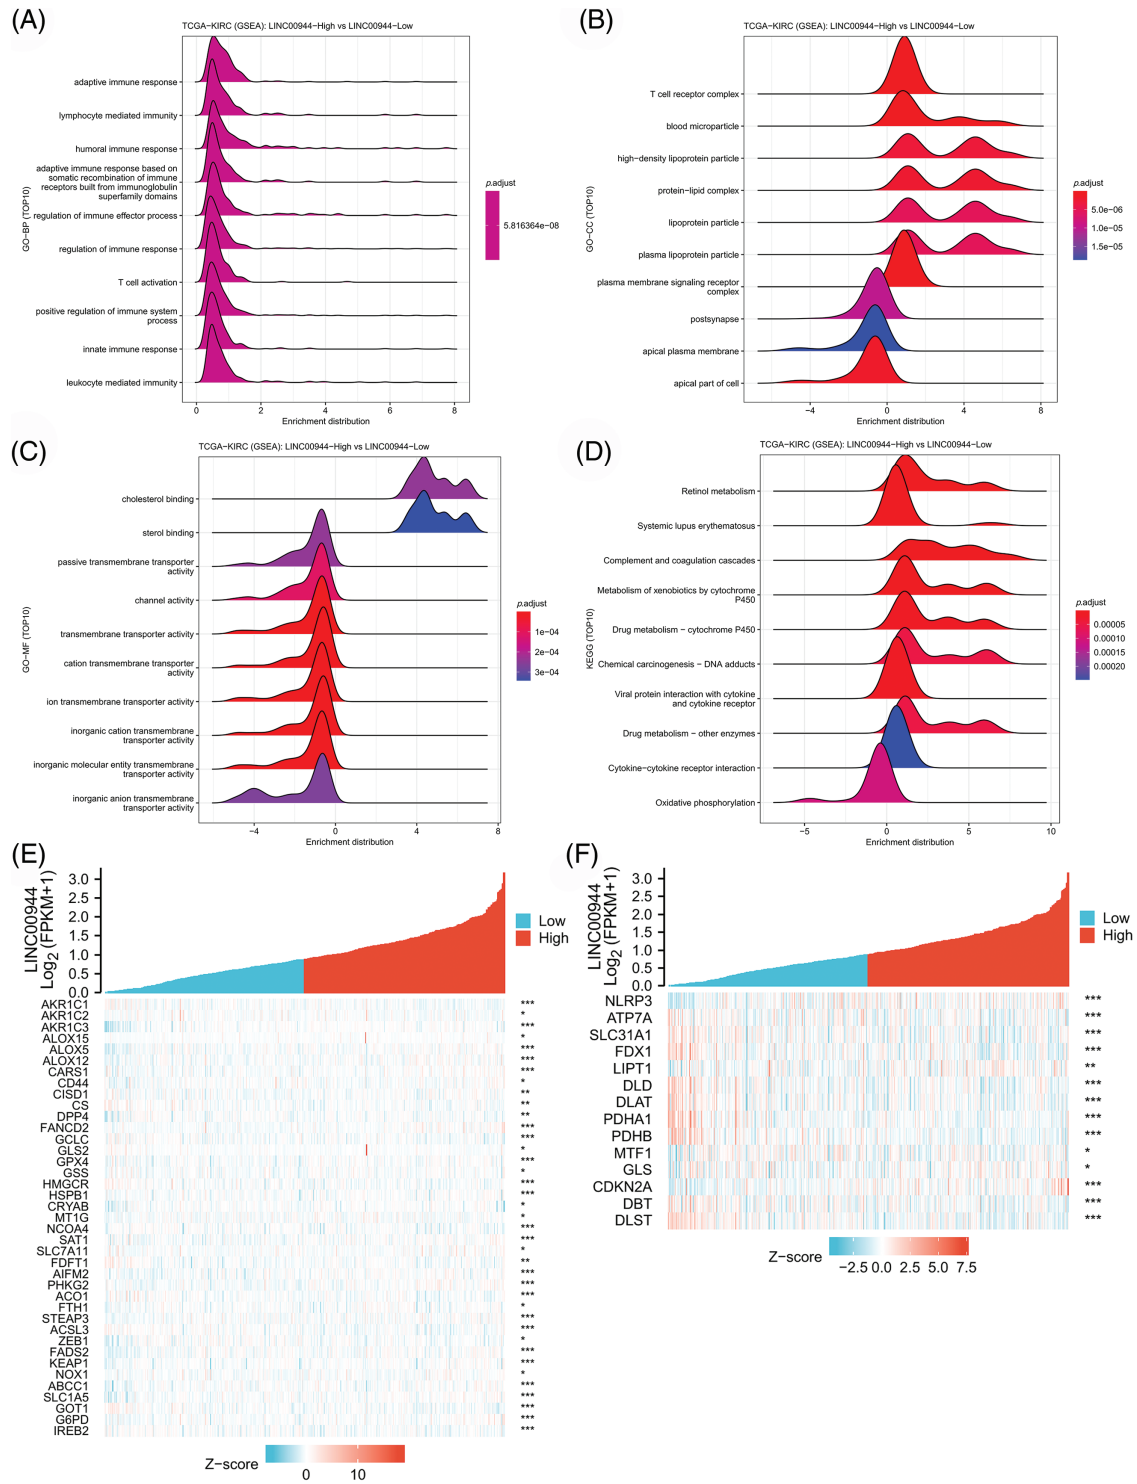 (A)
TCGA−KIRC (GSEA): LINC00944−High vs LINC00944−Low
GO−BP (TOP10)
adaptive immune response
lymphocyte mediated immunity
humoral immune response
adaptive immune response based on
somatic recombination of immune
receptors built from immunoglobulin
superfamily domains
regulation of immune effector process
regulation of immune response
T cell activation
positive regulation of immune system
process
innate immune response
leukocyte mediated immunity
0 2 4 6 8
Enrichment distribution
p.adjust
5.816364e−08
(B)
TCGA−KIRC (GSEA): LINC00944−High vs LINC00944−Low
GO−CC (TOP10)
T cell receptor complex
blood microparticle
high−density lipoprotein particle
protein−lipid complex
lipoprotein particle
plasma lipoprotein particle
plasma membrane signaling receptor
complex
postsynapse
apical plasma membrane
apical part of cell
−4 0 4 8
Enrichment distribution
p.adjust
5.0e−06
1.0e−05
1.5e−05
(C)
TCGA−KIRC (GSEA): LINC00944−High vs LINC00944−Low
GO−MF (TOP10)
cholesterol binding
sterol binding
passive transmembrane transporter
activity
channel activity
transmembrane transporter activity
cation transmembrane transporter
activity
ion transmembrane transporter activity
inorganic cation transmembrane
transporter activity
inorganic molecular entity transmembrane
transporter activity
inorganic anion transmembrane
transporter activity
−4 0 4 8
Enrichment distribution
p.adjust
1e−04
2e−04
3e−04
(D)
TCGA−KIRC (GSEA): LINC00944−High vs LINC00944−Low
KEGG (TOP10)
Retinol metabolism
Systemic lupus erythematosus
Complement and coagulation cascades
Metabolism of xenobiotics by cytochrome
P450
Drug metabolism − cytochrome P450
Chemical carcinogenesis − DNA adducts
Viral protein interaction with cytokine
and cytokine receptor
Drug metabolism − other enzymes
Cytokine−cytokine receptor interaction
Oxidative phosphorylation
−5 0 5 10
Enrichment distribution
p.adjust
0.00005
0.00010
0.00015
0.00020
(E)
LINC00944
Log2 (FPKM+1)
3.0
2.5
2.0
1.5
1.0
0.5
0.0
Low
High
AKR1C1 ***
AKR1C2 *
AKR1C3 ***
ALOX15 *
ALOX5 ***
ALOX12 ***
CARS1 ***
CD44 *
CISD1 **
CS **
DPP4 **
FANCD2 ***
GCLC ***
GLS2 *
GPX4 ***
GSS *
HMGCR ***
HSPB1 ***
CRYAB *
MT1G *
NCOA4 ***
SAT1 ***
SLC7A11 *
FDFT1 **
AIFM2 ***
PHKG2 ***
ACO1 ***
FTH1 *
STEAP3 ***
ACSL3 ***
ZEB1 *
FADS2 ***
KEAP1 ***
NOX1 *
ABCC1 ***
SLC1A5 ***
GOT1 ***
G6PD ***
IREB2 ***
Z−score
0 10
(F)
LINC00944
Log2 (FPKM+1)
3.0
2.5
2.0
1.5
1.0
0.5
0.0
Low
High
NLRP3 ***
ATP7A ***
SLC31A1 ***
FDX1 ***
LIPT1 **
DLD ***
DLAT ***
PDHA1 ***
PDHB ***
MTF1 *
GLS *
CDKN2A ***
DBT ***
DLST ***
Z−score
−2.5 0.0 2.5 5.0 7.5